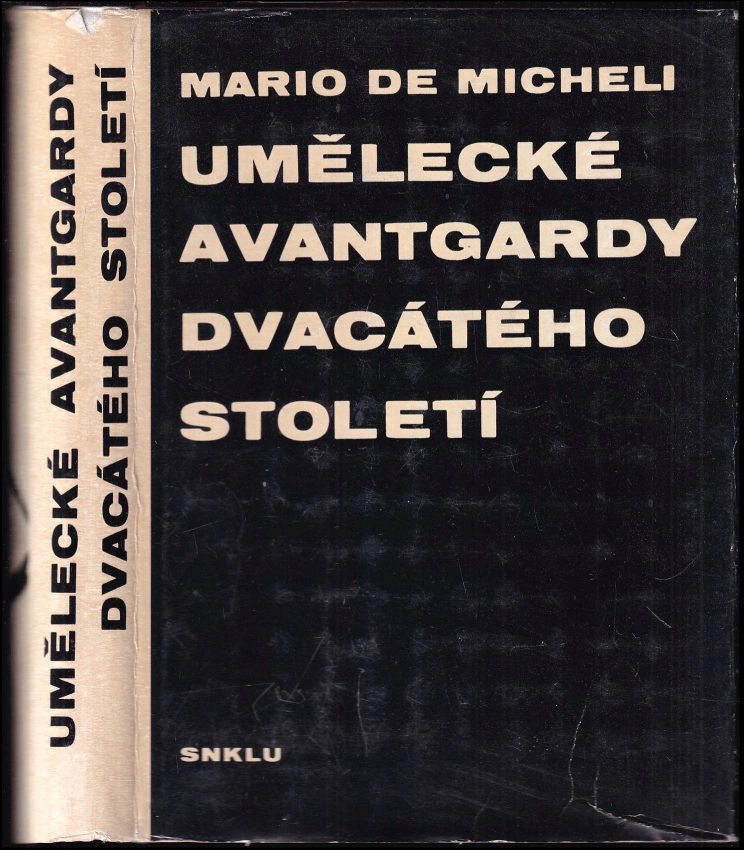 UMĚLECKÉ AVANTGARDY
DVACÁTÉHO STOLETÍ
MARIO DE MICHELI
UMĚLECKÉ
AVANTGARDY
DVACÁTÉHO
STOLETÍ
SNKLU